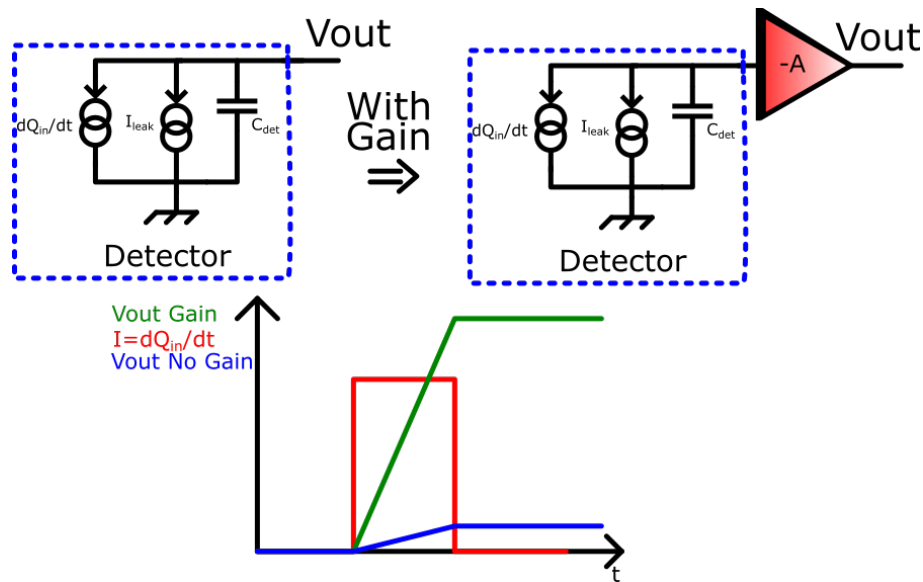 Vout
dQin/dt
Ileak
Cdet
Detector
With
Gain
-A
Vout
dQin/dt
Ileak
Cdet
Detector
Vout Gain
I=dQin/dt
Vout No Gain
t